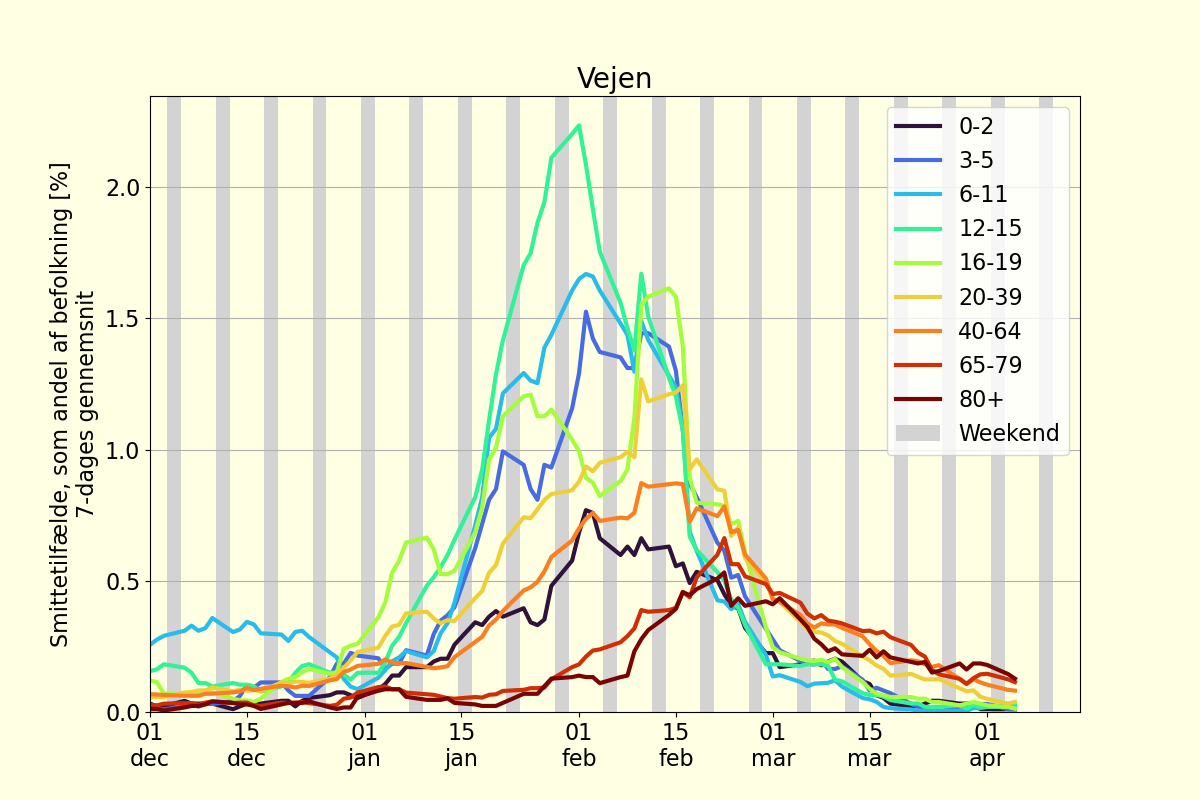 Vejen
Smittetilfælde, som andel af befolkning [%]
7-dages gennemsnit
2.0
1.5
1.0
0.5
0.0
01 dec
15 dec
01 jan
15 jan
01 feb
15 feb
01 mar
15 mar
01 apr
0-2
3-5
6-11
12-15
16-19
20-39
40-64
65-79
80+
Weekend